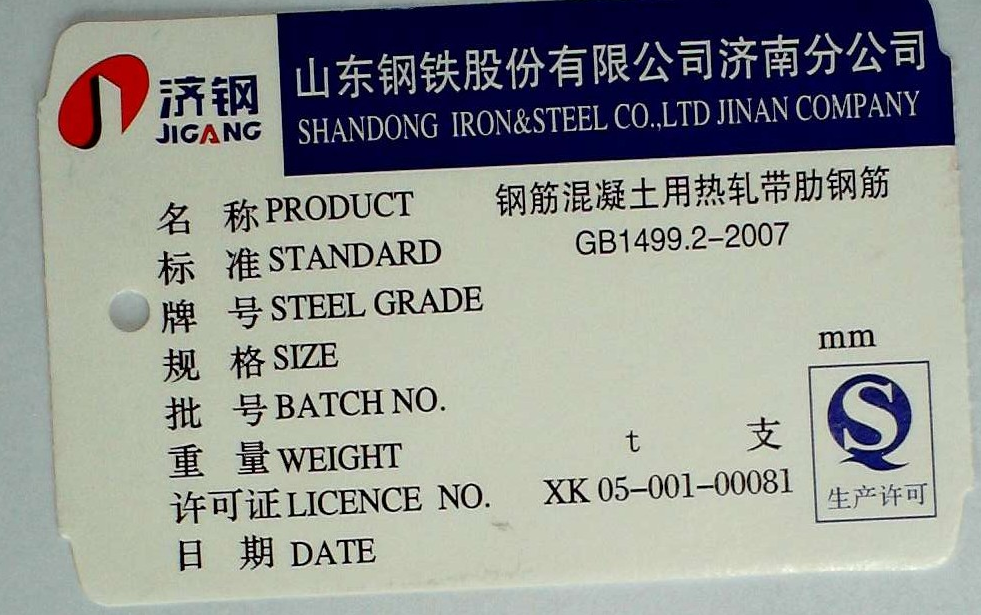 济钢
JIGANG
山东钢铁股份有限公司济南分公司
SHANDONG IRON&STEEL CO.,LTD JINAN COMPANY
名 称 PRODUCT 钢筋混凝土用热轧带肋钢筋
标 准 STANDARD GB1499.2-2007
牌 号 STEEL GRADE
规 格 SIZE mm
批 号 BATCH NO.
重 量 WEIGHT t 支
许可证 LICENCE NO. XK 05-001-00081
日 期 DATE
QS
生产许可